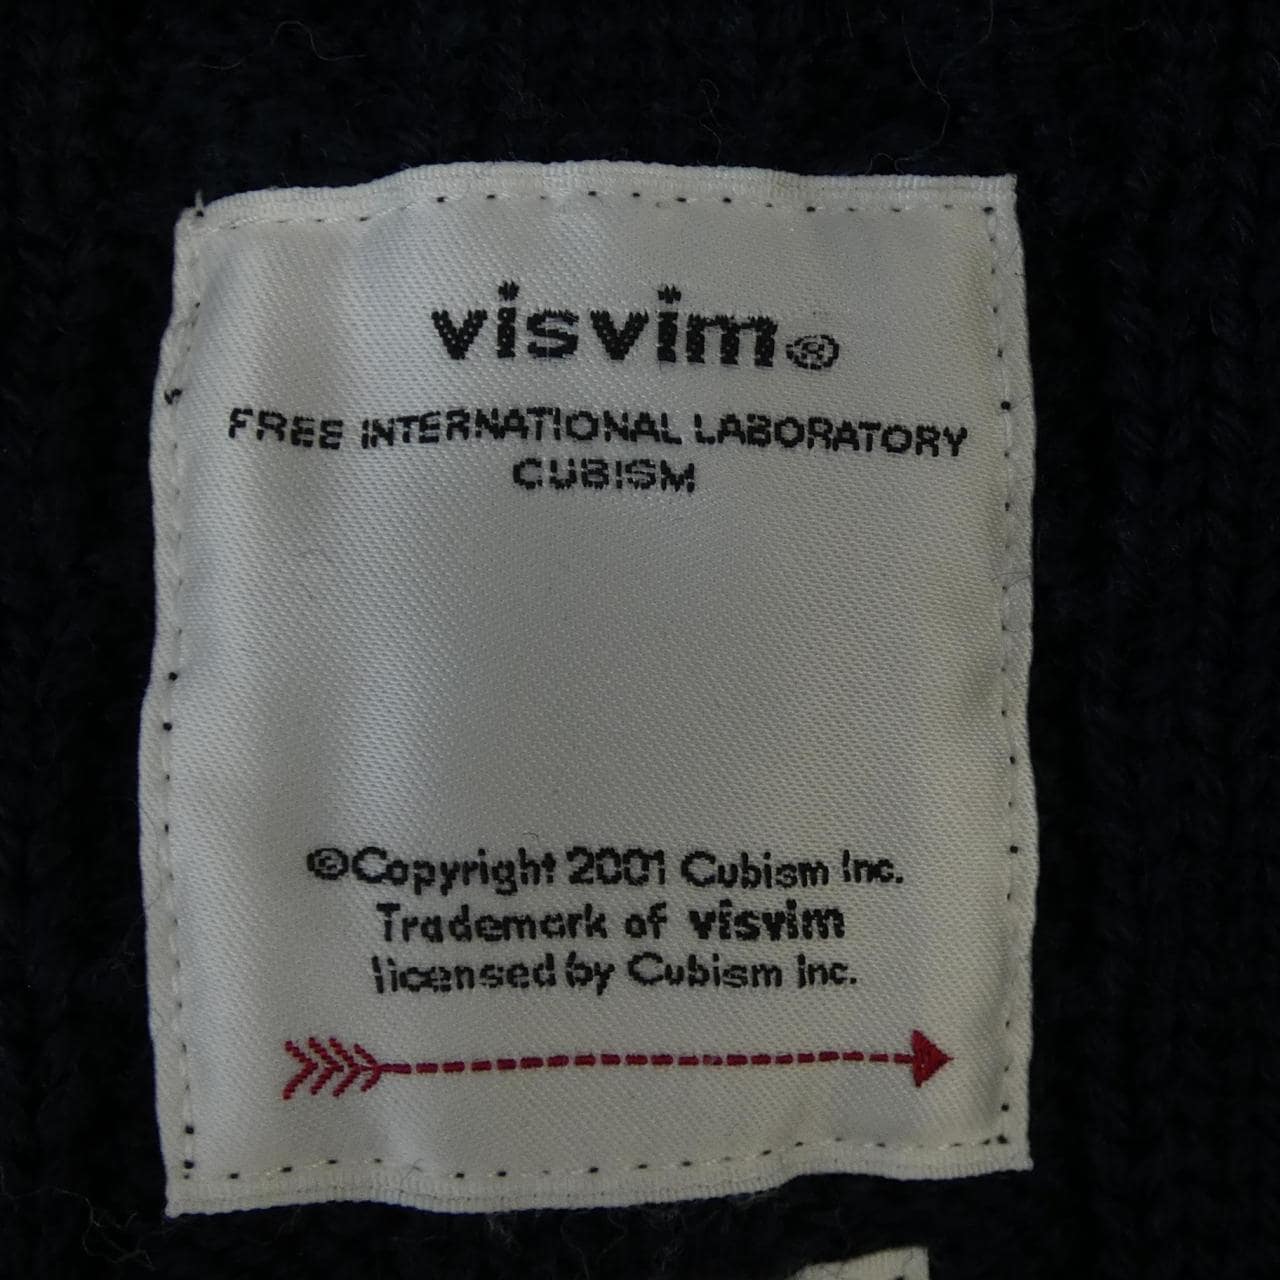 visvim®
FREE INTERNATIONAL LABORATORY
CUBISM
©Copyright 2001 Cubism Inc.
Trademark of visvim
licensed by Cubism Inc.